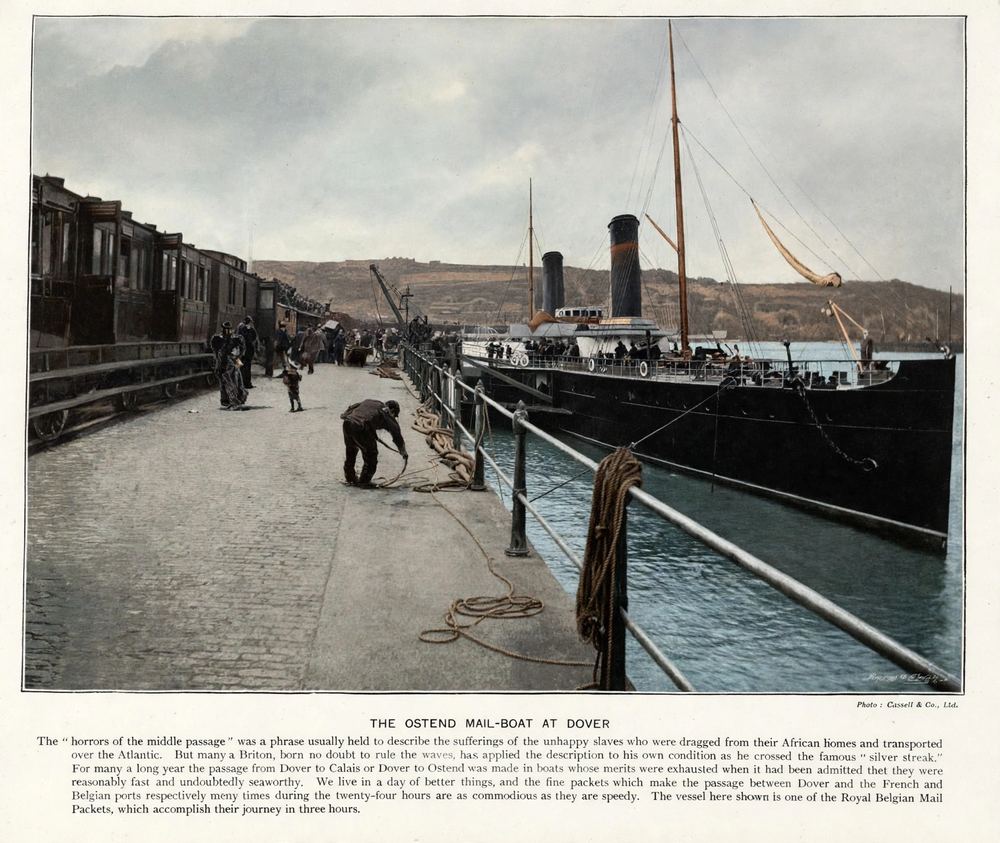 Photo: Cassell & Co., Ltd.
THE OSTEND MAIL-BOAT AT DOVER
The "horrors of the middle passage" was a phrase usually held to describe the sufferings of the unhappy slaves who were dragged from their African homes and transported
over the Atlantic. But many a Briton, born no doubt to rule the waves, has applied the description to his own condition as he crossed the famous "silver streak."
For many a long year the passage from Dover to Calais or Dover to Ostend was made in boats whose merits were exhausted when it had been admitted that they were
reasonably fast and undoubtedly seaworthy. We live in a day of better things, and the fine packets which make the passage between Dover and the French and
Belgian ports respectively meny times during the twenty-four hours are as commodious as they are speedy. The vessel here shown is one of the Royal Belgian Mail
Packets, which accomplish their journey in three hours.